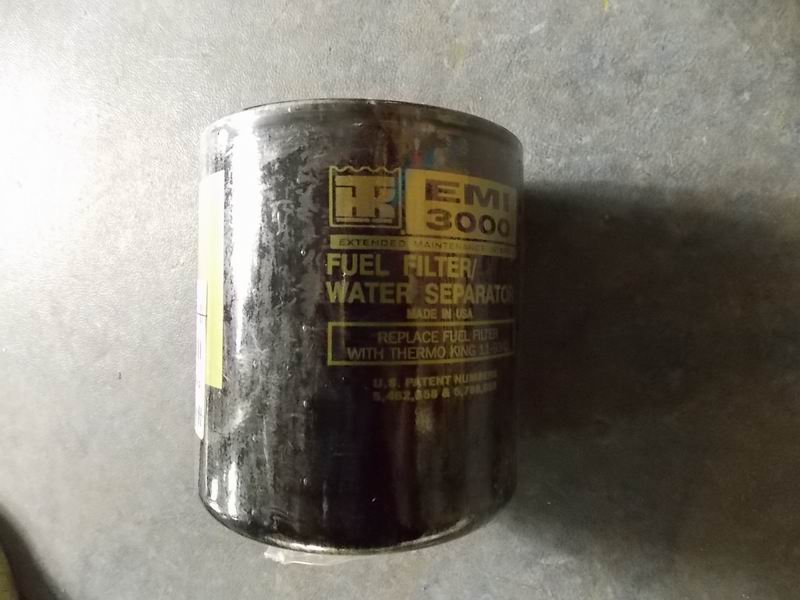 TK
EMI
3000
EXTENDED MAINTENANCE
FUEL FILTER/
WATER SEPARATOR
MADE IN USA
REPLACE FUEL FILTER
WITH THERMO KING
U.S. PATENT NUMBERS